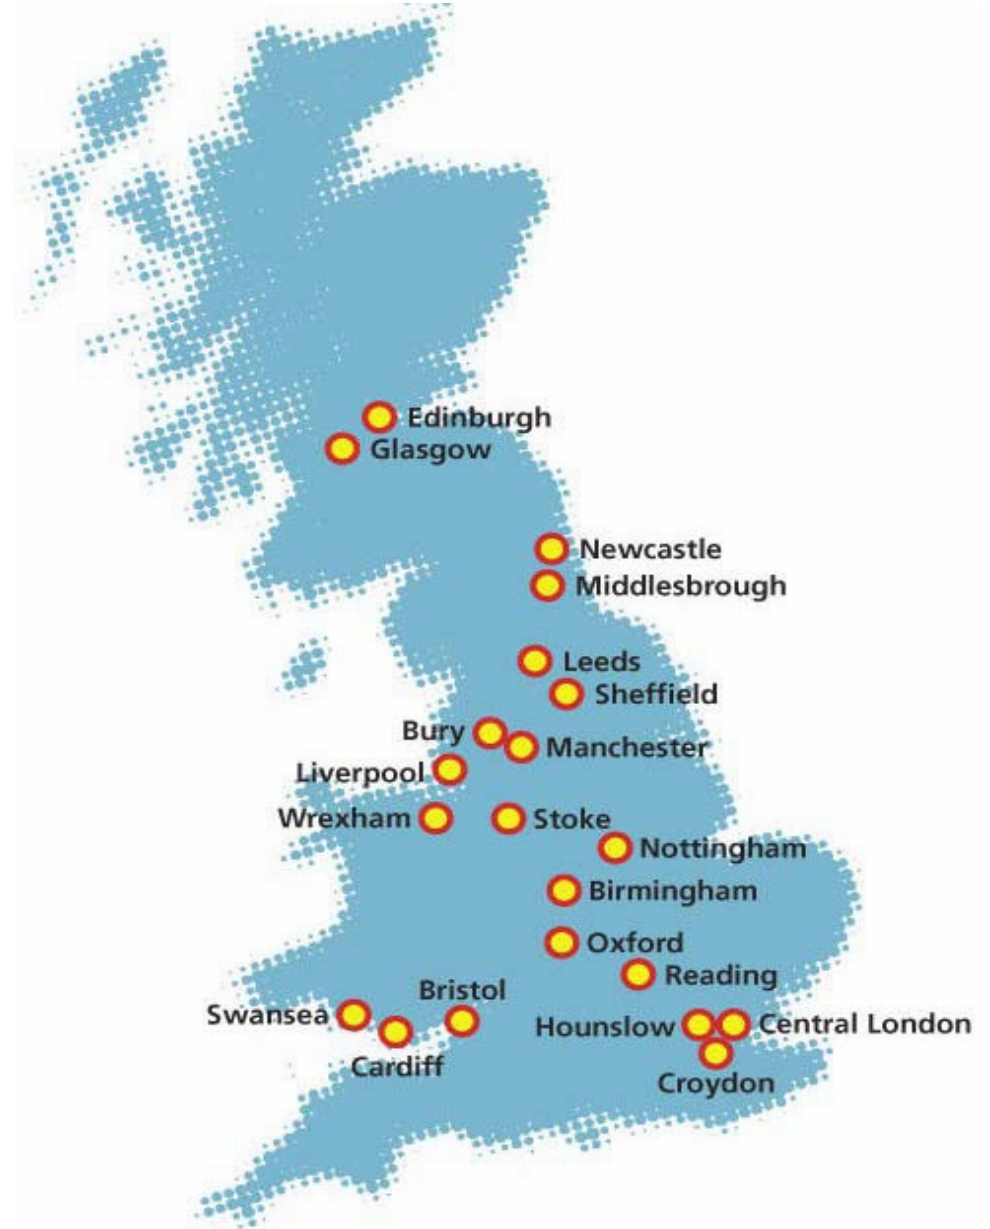 Edinburgh
Glasgow
Newcastle
Middlesbrough
Leeds
Sheffield
Bury
Manchester
Liverpool
Wrexham
Stoke
Nottingham
Birmingham
Oxford
Reading
Bristol
Swansea
Hounslow
Central London
Cardiff
Croydon